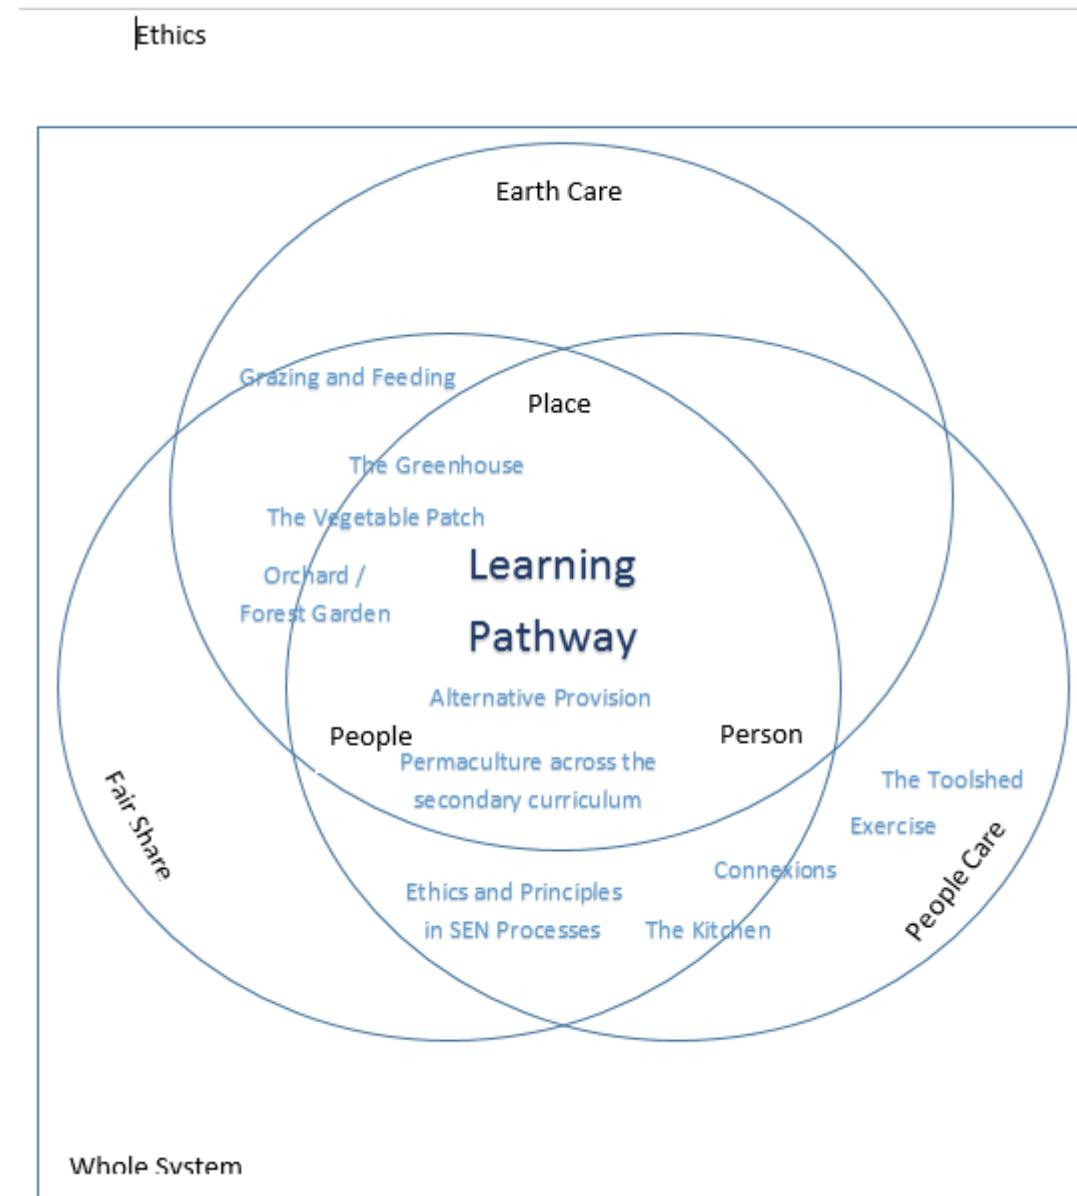 Ethics
Earth Care
Grazing and Feeding
Place
The Greenhouse
The Vegetable Patch
Orchard /
Forest Garden
Learning
Pathway
Alternative Provision
People
Person
Permaculture across the
secondary curriculum
Fair Share
The Toolshed
Exercise
People Care
Connexions
Ethics and Principles
in SEN Processes
The Kitchen
Whole System